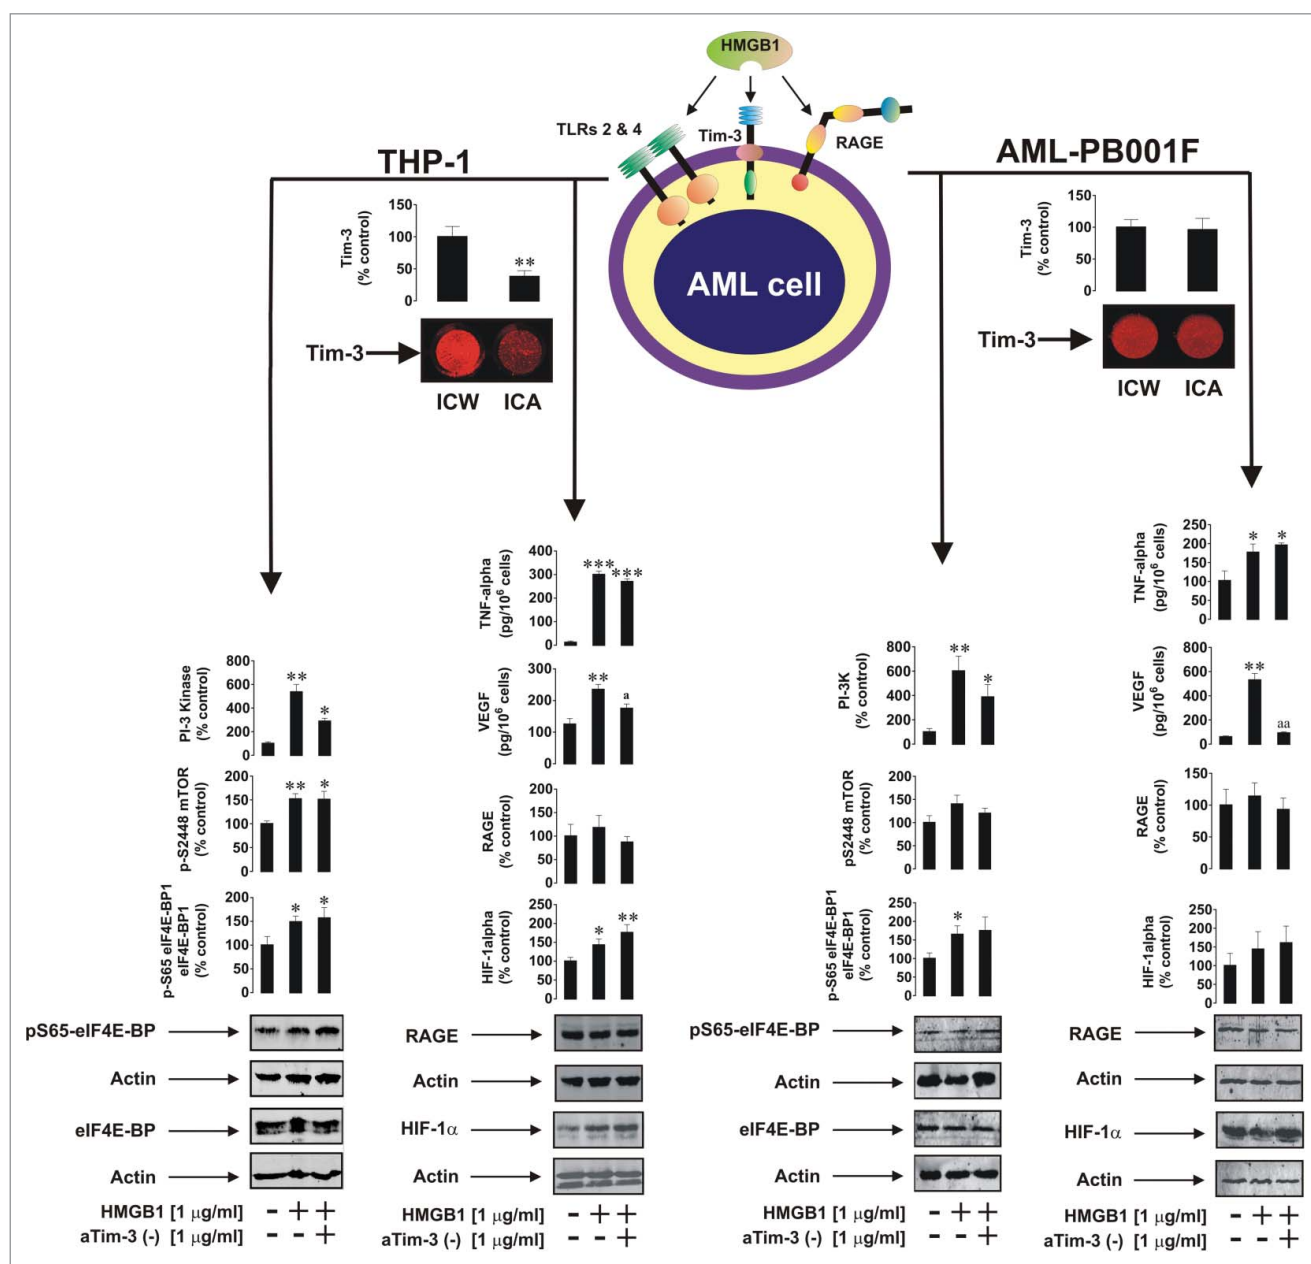 HMGB1
TLRs 2 & 4
Tim-3
RAGE
AML cell
THP-1
Tim-3
(% control)
150
100
50
0
**
Tim-3
ICW ICA
AML-PB001F
Tim-3
(% control)
150
100
50
0
Tim-3
ICW ICA
PI-3 Kinase
(% control)
800
600
400
200
0
** *
p-S2448 mTOR
(% control)
200
150
100
50
0
** *
p-S65 eIF4E-BP1
eIF4E-BP1
(% control)
200
150
100
50
0
* *
pS65-eIF4E-BP
Actin
eIF4E-BP
Actin
HMGB1 [1 μg/ml] - + +
aTim-3 (-) [1 μg/ml] - - +
TNF-alpha
(pg/10⁶ cells)
400
300
200
100
0
*** ***
VEGF
(pg/10⁶ cells)
300
200
100
0
** a
RAGE
(% control)
200
150
100
50
0
HIF-1alpha
(% control)
250
200
150
100
50
0
* **
RAGE
Actin
HIF-1α
Actin
HMGB1 [1 μg/ml] - + +
aTim-3 (-) [1 μg/ml] - - +
PI-3K
(% control)
800
600
400
200
0
** *
pS2448 mTOR
(% control)
200
150
100
50
0
p-S65 eIF4E-BP1
eIF4E-BP1
(% control)
250
200
150
100
50
0
*
pS65-eIF4E-BP
Actin
eIF4E-BP
Actin
HMGB1 [1 μg/ml] - + +
aTim-3 (-) [1 μg/ml] - - +
TNF-alpha
(pg/10⁶ cells)
250
200
150
100
50
0
* *
VEGF
(pg/10⁶ cells)
800
600
400
200
0
** aa
RAGE
(% control)
150
100
50
0
HIF-1alpha
(% control)
250
200
150
100
50
0
RAGE
Actin
HIF-1α
Actin
HMGB1 [1 μg/ml] - + +
aTim-3 (-) [1 μg/ml] - - +